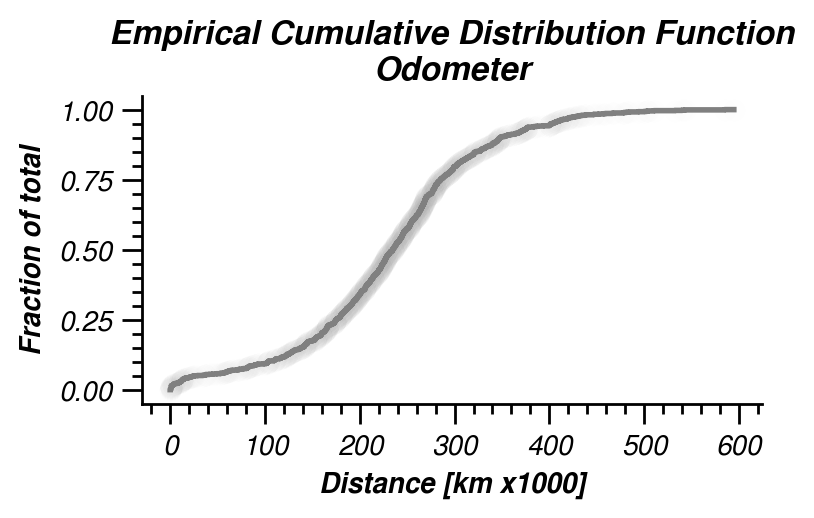 Empirical Cumulative Distribution Function
Odometer
1.00
0.75
0.50
0.25
0.00
Fraction of total
0 100 200 300 400 500 600
Distance [km x1000]